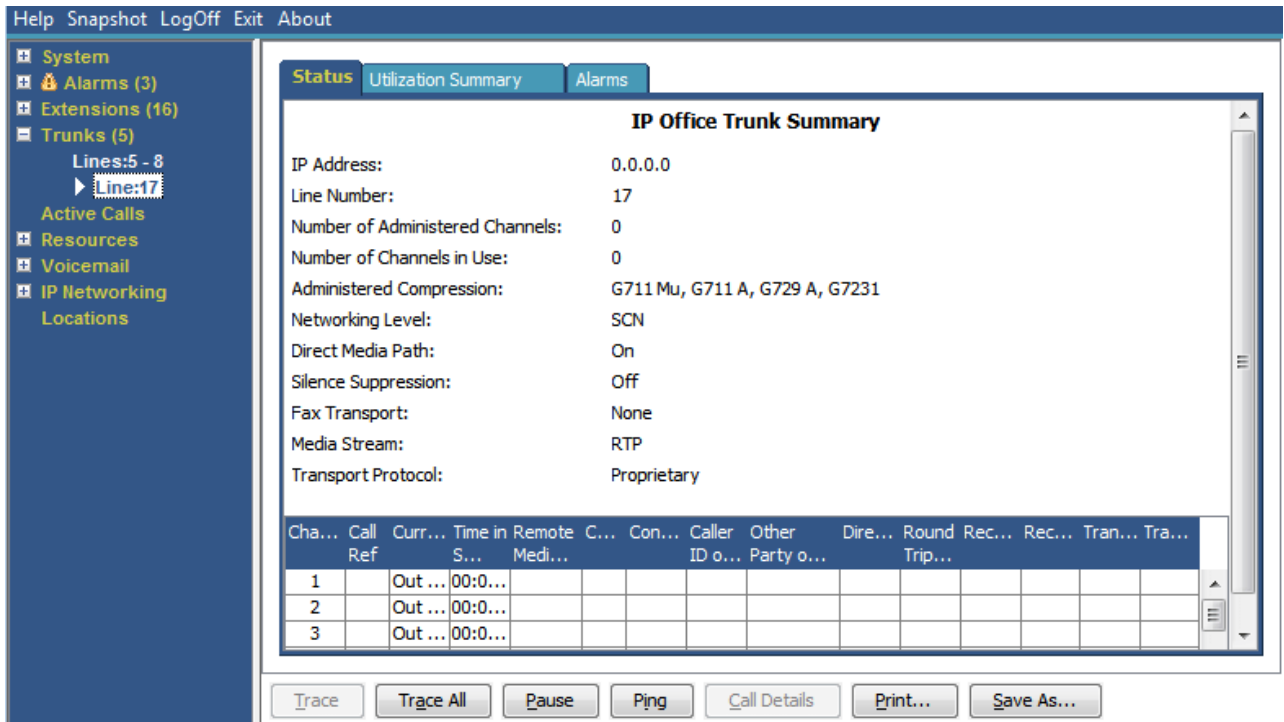 Help Snapshot LogOff Exit About
System
Alarms (3)
Extensions (16)
Trunks (5)
Lines:5 - 8
Line:17
Active Calls
Resources
Voicemail
IP Networking
Locations
Status Utilization Summary Alarms
IP Office Trunk Summary
IP Address: 0.0.0.0
Line Number: 17
Number of Administered Channels: 0
Number of Channels in Use: 0
Administered Compression: G711 Mu, G711 A, G729 A, G7231
Networking Level: SCN
Direct Media Path: On
Silence Suppression: Off
Fax Transport: None
Media Stream: RTP
Transport Protocol: Proprietary
Cha... Call Curr... Time in Remote C... Con... Caller Other Dire... Round Rec... Rec... Tran... Tra...
Ref S... Medi... ID o... Party o... Trip...
1 Out ... 00:0...
2 Out ... 00:0...
3 Out ... 00:0...
Trace Trace All Pause Ping Call Details Print... Save As...